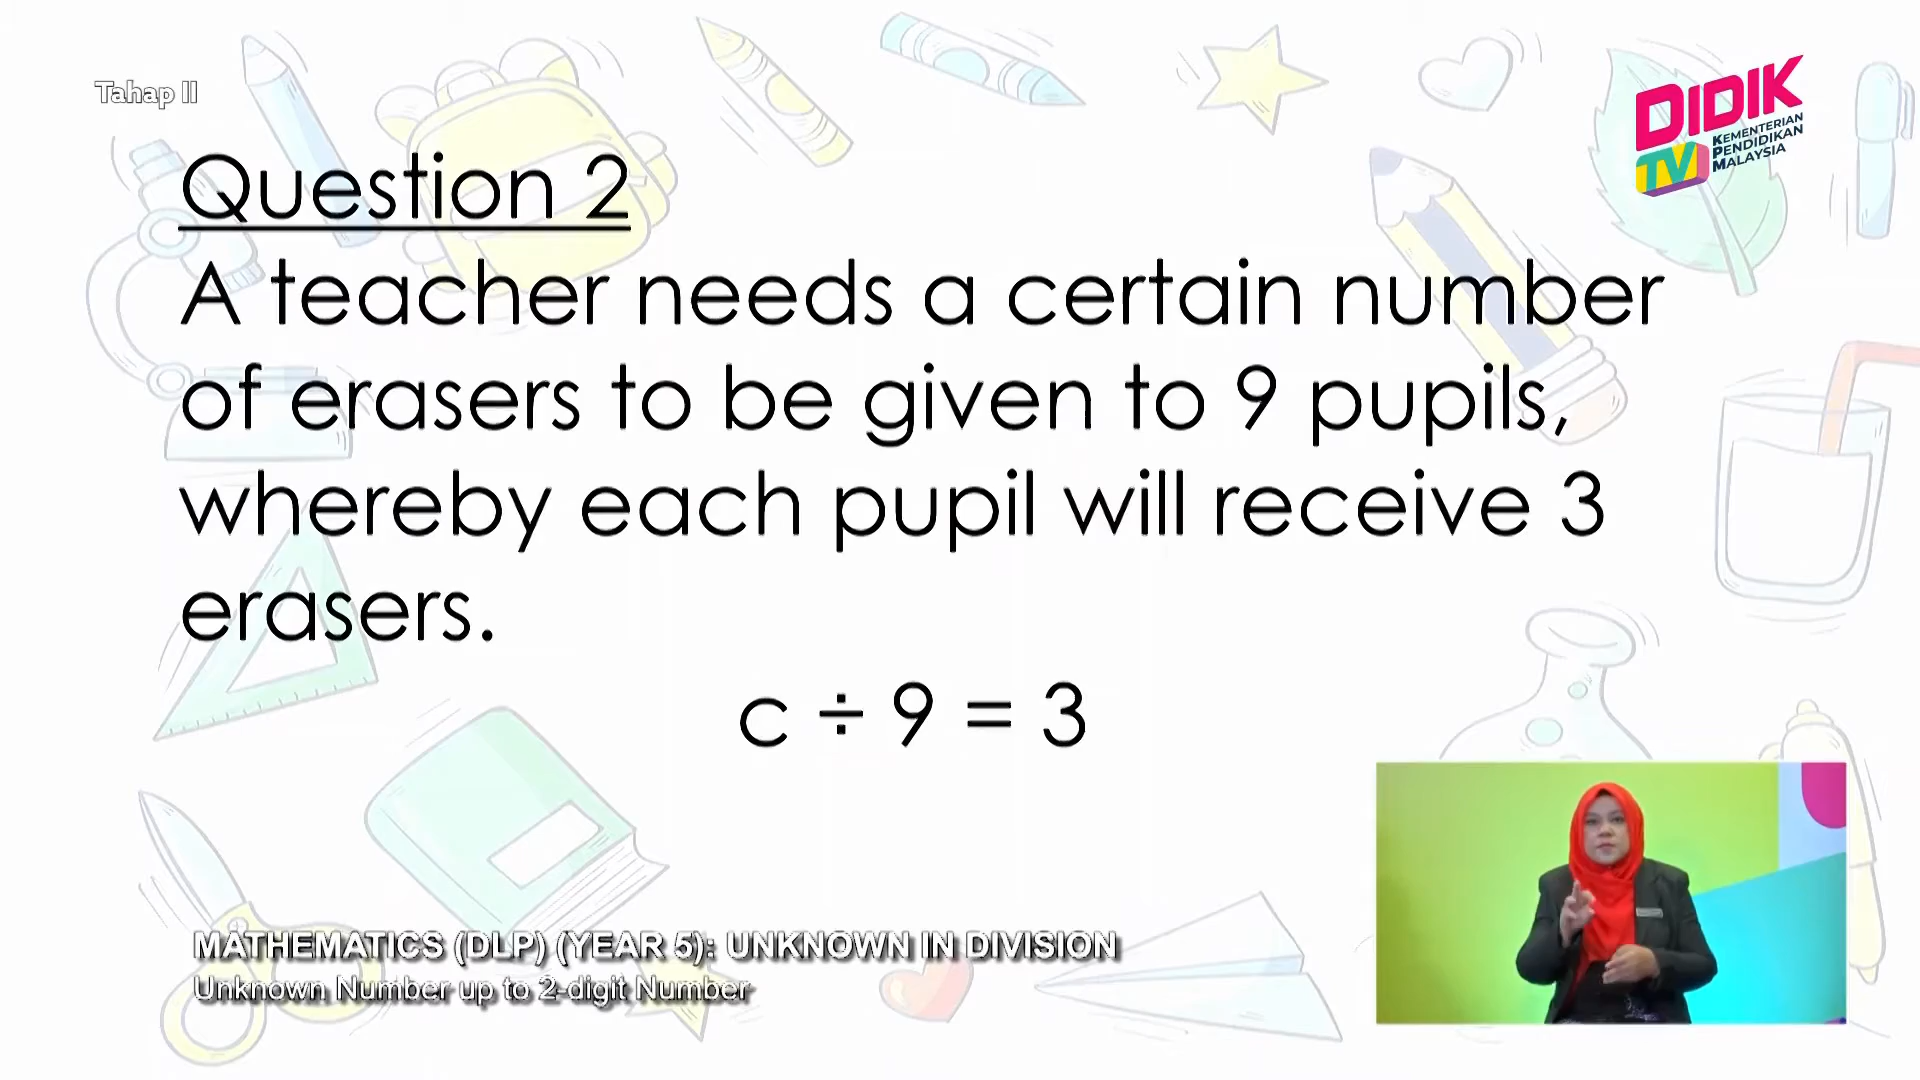 Tahap II
DIDIK
TV
KEMENTERIAN
PENDIDIKAN
MALAYSIA
Question 2
A teacher needs a certain number
of erasers to be given to 9 pupils,
whereby each pupil will receive 3
erasers.
c ÷ 9 = 3
MATHEMATICS (DLP) (YEAR 5): UNKNOWN IN DIVISION
Unknown Number up to 2-digit Number